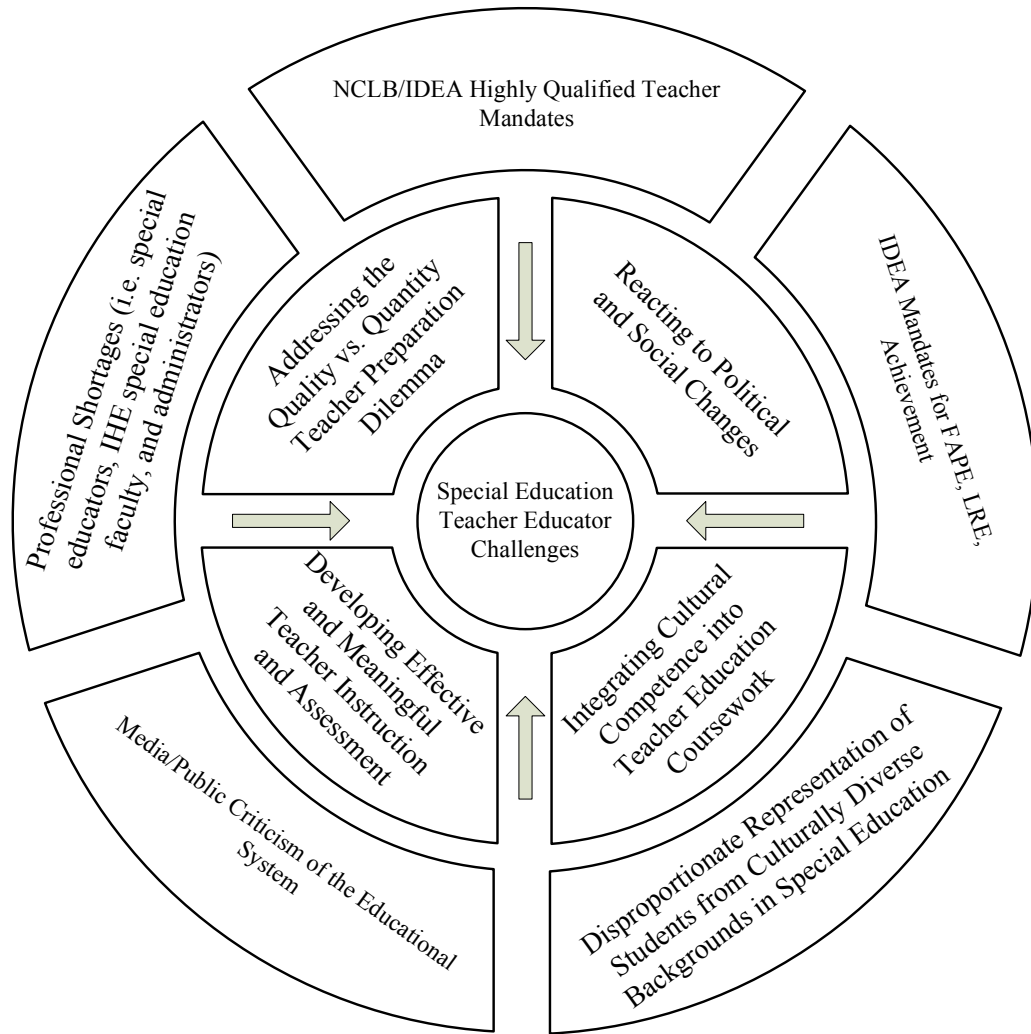 NCLB/IDEA Highly Qualified Teacher
Mandates
Professional Shortages (i.e. special
educators, IHE special education
faculty, and administrators)
IDEA Mandates for FAPE, LRE,
Achievement
Addressing the
Quality vs. Quantity
Teacher Preparation
Dilemma
Reacting to Political
and Social Changes
Special Education
Teacher Educator
Challenges
Developing Effective
and Meaningful
Teacher Instruction
and Assessment
Integrating Cultural
Competence into
Teacher Education
Coursework
Media/Public Criticism of the Educational
System
Disproportionate Representation of
Students from Culturally Diverse
Backgrounds in Special Education